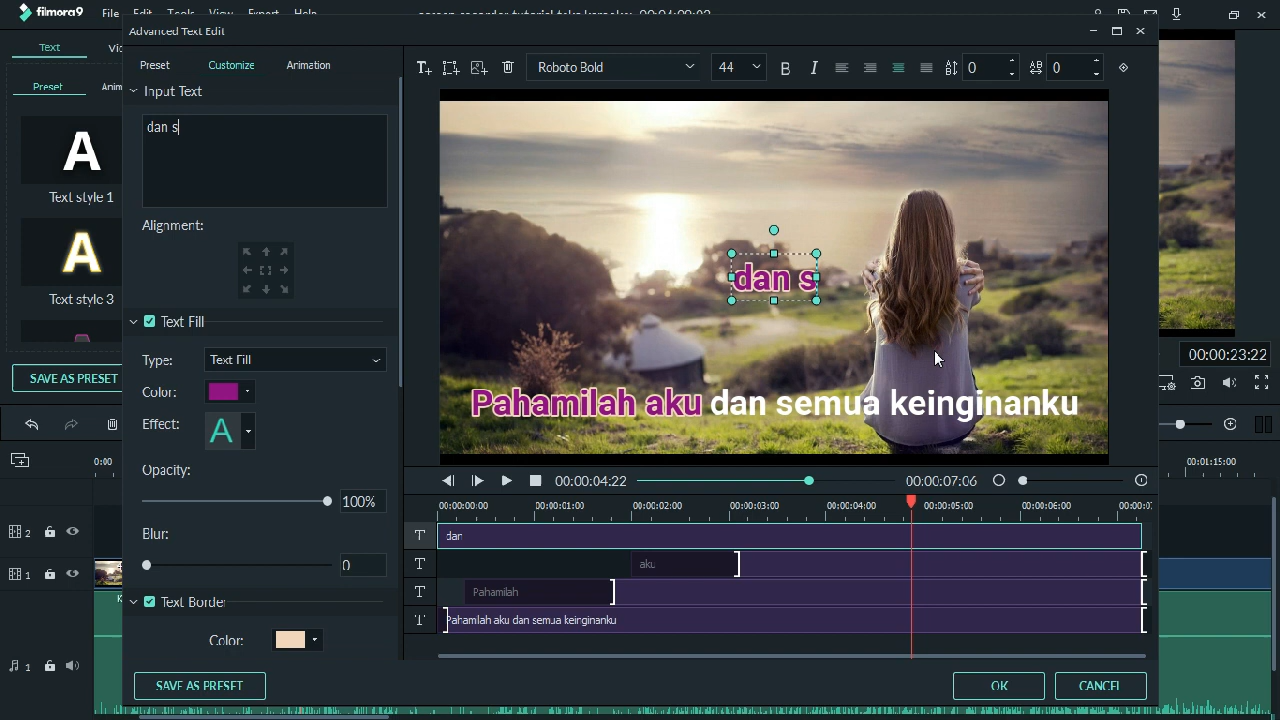 filmora9
File Edit Tools View Export Help
Advanced Text Edit
Text
Preset
Text style 1
Text style 3
SAVE AS PRESET
Preset Customize Animation
Input Text
dan s
Alignment:
Text Fill
Type: Text Fill
Color:
Effect: A
Opacity: 100%
Blur: 0
Text Border
Color:
SAVE AS PRESET
Roboto Bold 44 B I 0 0
dan s
Pahamilah aku dan semua keinginanku
00:00:04:22 00:00:07:06
00:00:00:00 00:00:01:00 00:00:02:00 00:00:03:00 00:00:04:00 00:00:05:00 00:00:06:00
T dan
T aku
T Pahamilah
T Pahamlah aku dan semua keinginanku
OK CANCEL
00:00:23:22
00:01:15:00
0:00
2
1
1